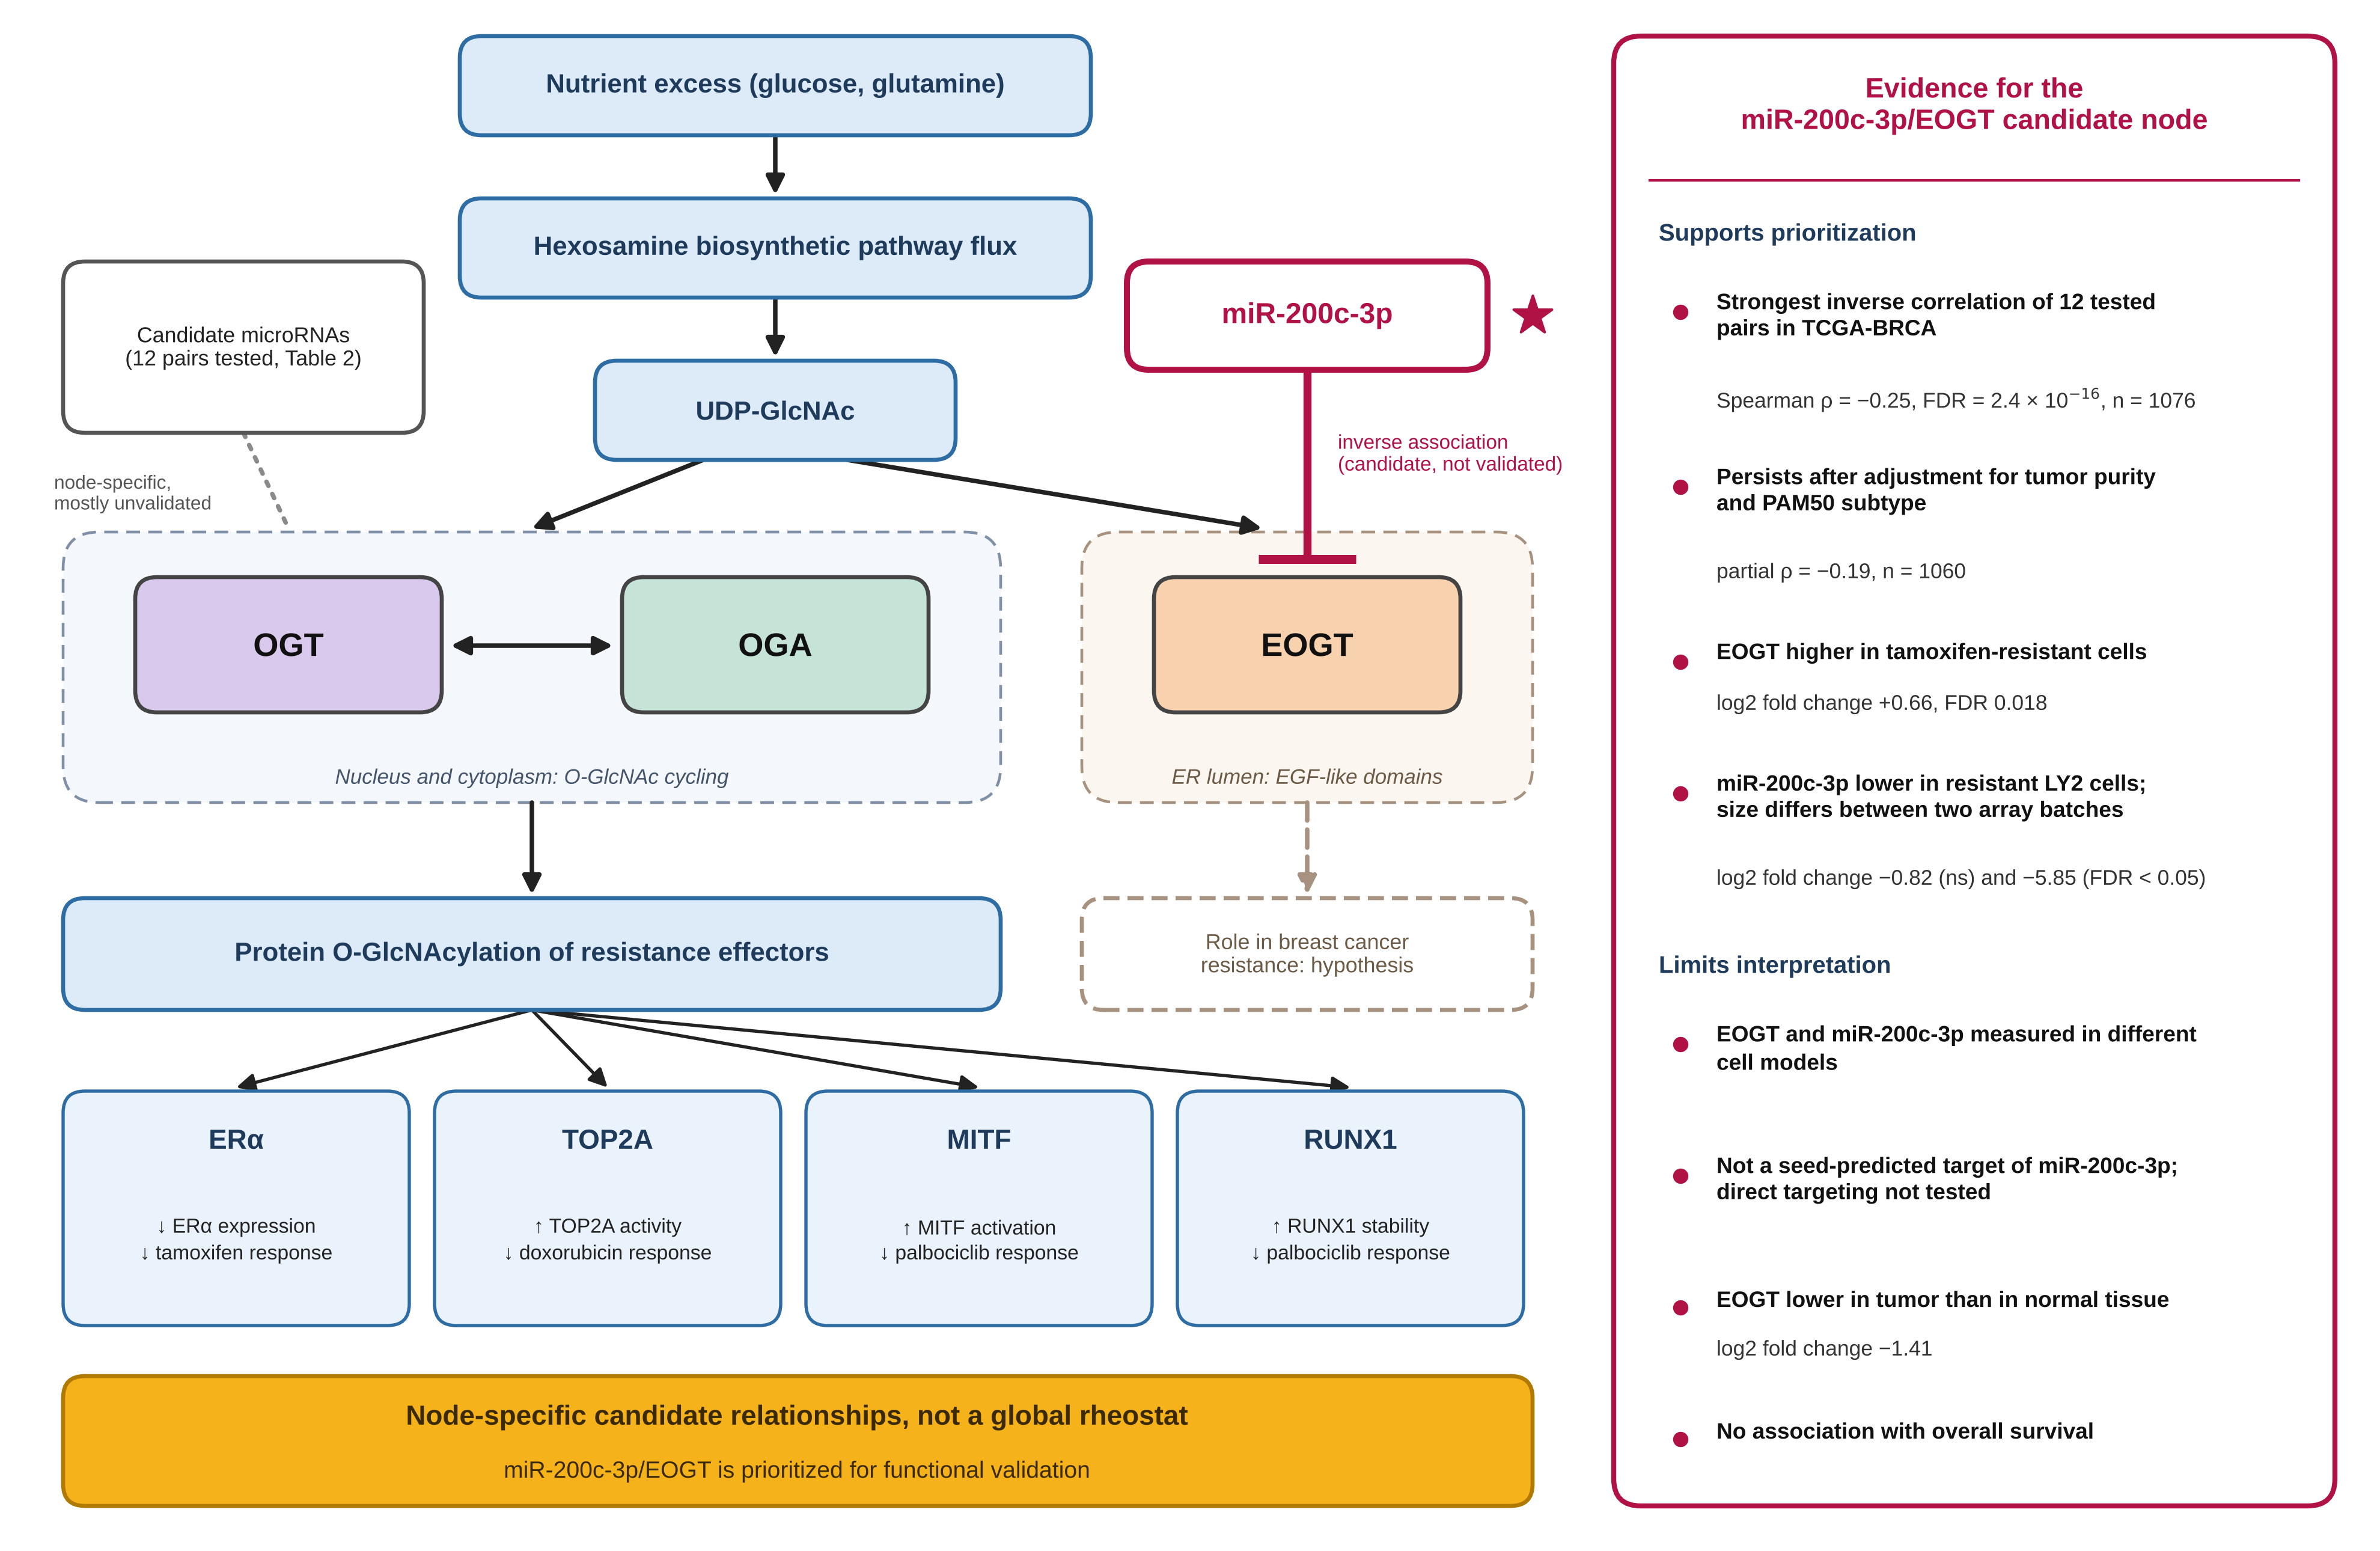 Nutrient excess (glucose, glutamine)
Hexosamine biosynthetic pathway flux
Candidate microRNAs
(12 pairs tested, Table 2)
miR-200c-3p
UDP-GlcNAc
inverse association
(candidate, not validated)
node-specific,
mostly unvalidated
OGT
OGA
EOGT
Nucleus and cytoplasm: O-GlcNAc cycling
ER lumen: EGF-like domains
Protein O-GlcNAcylation of resistance effectors
Role in breast cancer
resistance: hypothesis
ERα
↓ ERα expression
↓ tamoxifen response
TOP2A
↑ TOP2A activity
↓ doxorubicin response
MITF
↑ MITF activation
↓ palbociclib response
RUNX1
↑ RUNX1 stability
↓ palbociclib response
Node-specific candidate relationships, not a global rheostat
miR-200c-3p/EOGT is prioritized for functional validation
Evidence for the
miR-200c-3p/EOGT candidate node
Supports prioritization
● Strongest inverse correlation of 12 tested
pairs in TCGA-BRCA
Spearman ρ = −0.25, FDR = 2.4 × 10⁻¹⁶, n = 1076
● Persists after adjustment for tumor purity
and PAM50 subtype
partial ρ = −0.19, n = 1060
● EOGT higher in tamoxifen-resistant cells
log2 fold change +0.66, FDR 0.018
● miR-200c-3p lower in resistant LY2 cells;
size differs between two array batches
log2 fold change −0.82 (ns) and −5.85 (FDR < 0.05)
Limits interpretation
● EOGT and miR-200c-3p measured in different
cell models
● Not a seed-predicted target of miR-200c-3p;
direct targeting not tested
● EOGT lower in tumor than in normal tissue
log2 fold change −1.41
● No association with overall survival